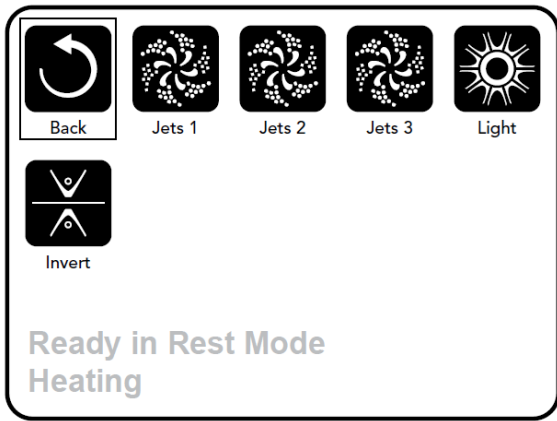 Back
Jets 1
Jets 2
Jets 3
Light
Invert
Ready in Rest Mode
Heating